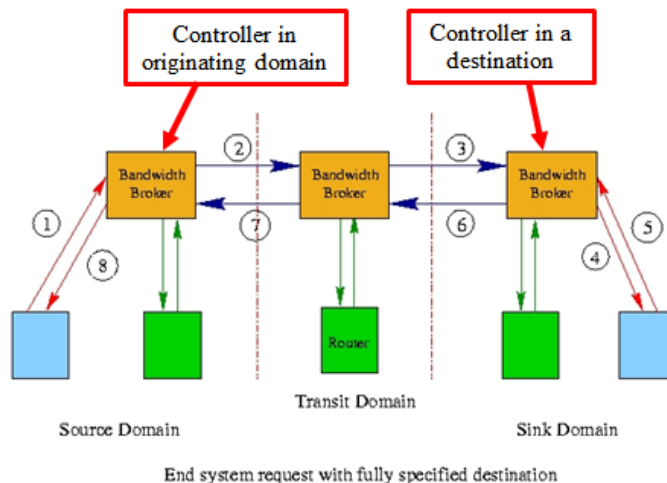 Controller in
originating domain
Controller in a
destination
2
3
Bandwidth
Broker
Bandwidth
Broker
Bandwidth
Broker
1
7
6
5
4
8
Router
Transit Domain
Source Domain
Sink Domain
End system request with fully specified destination